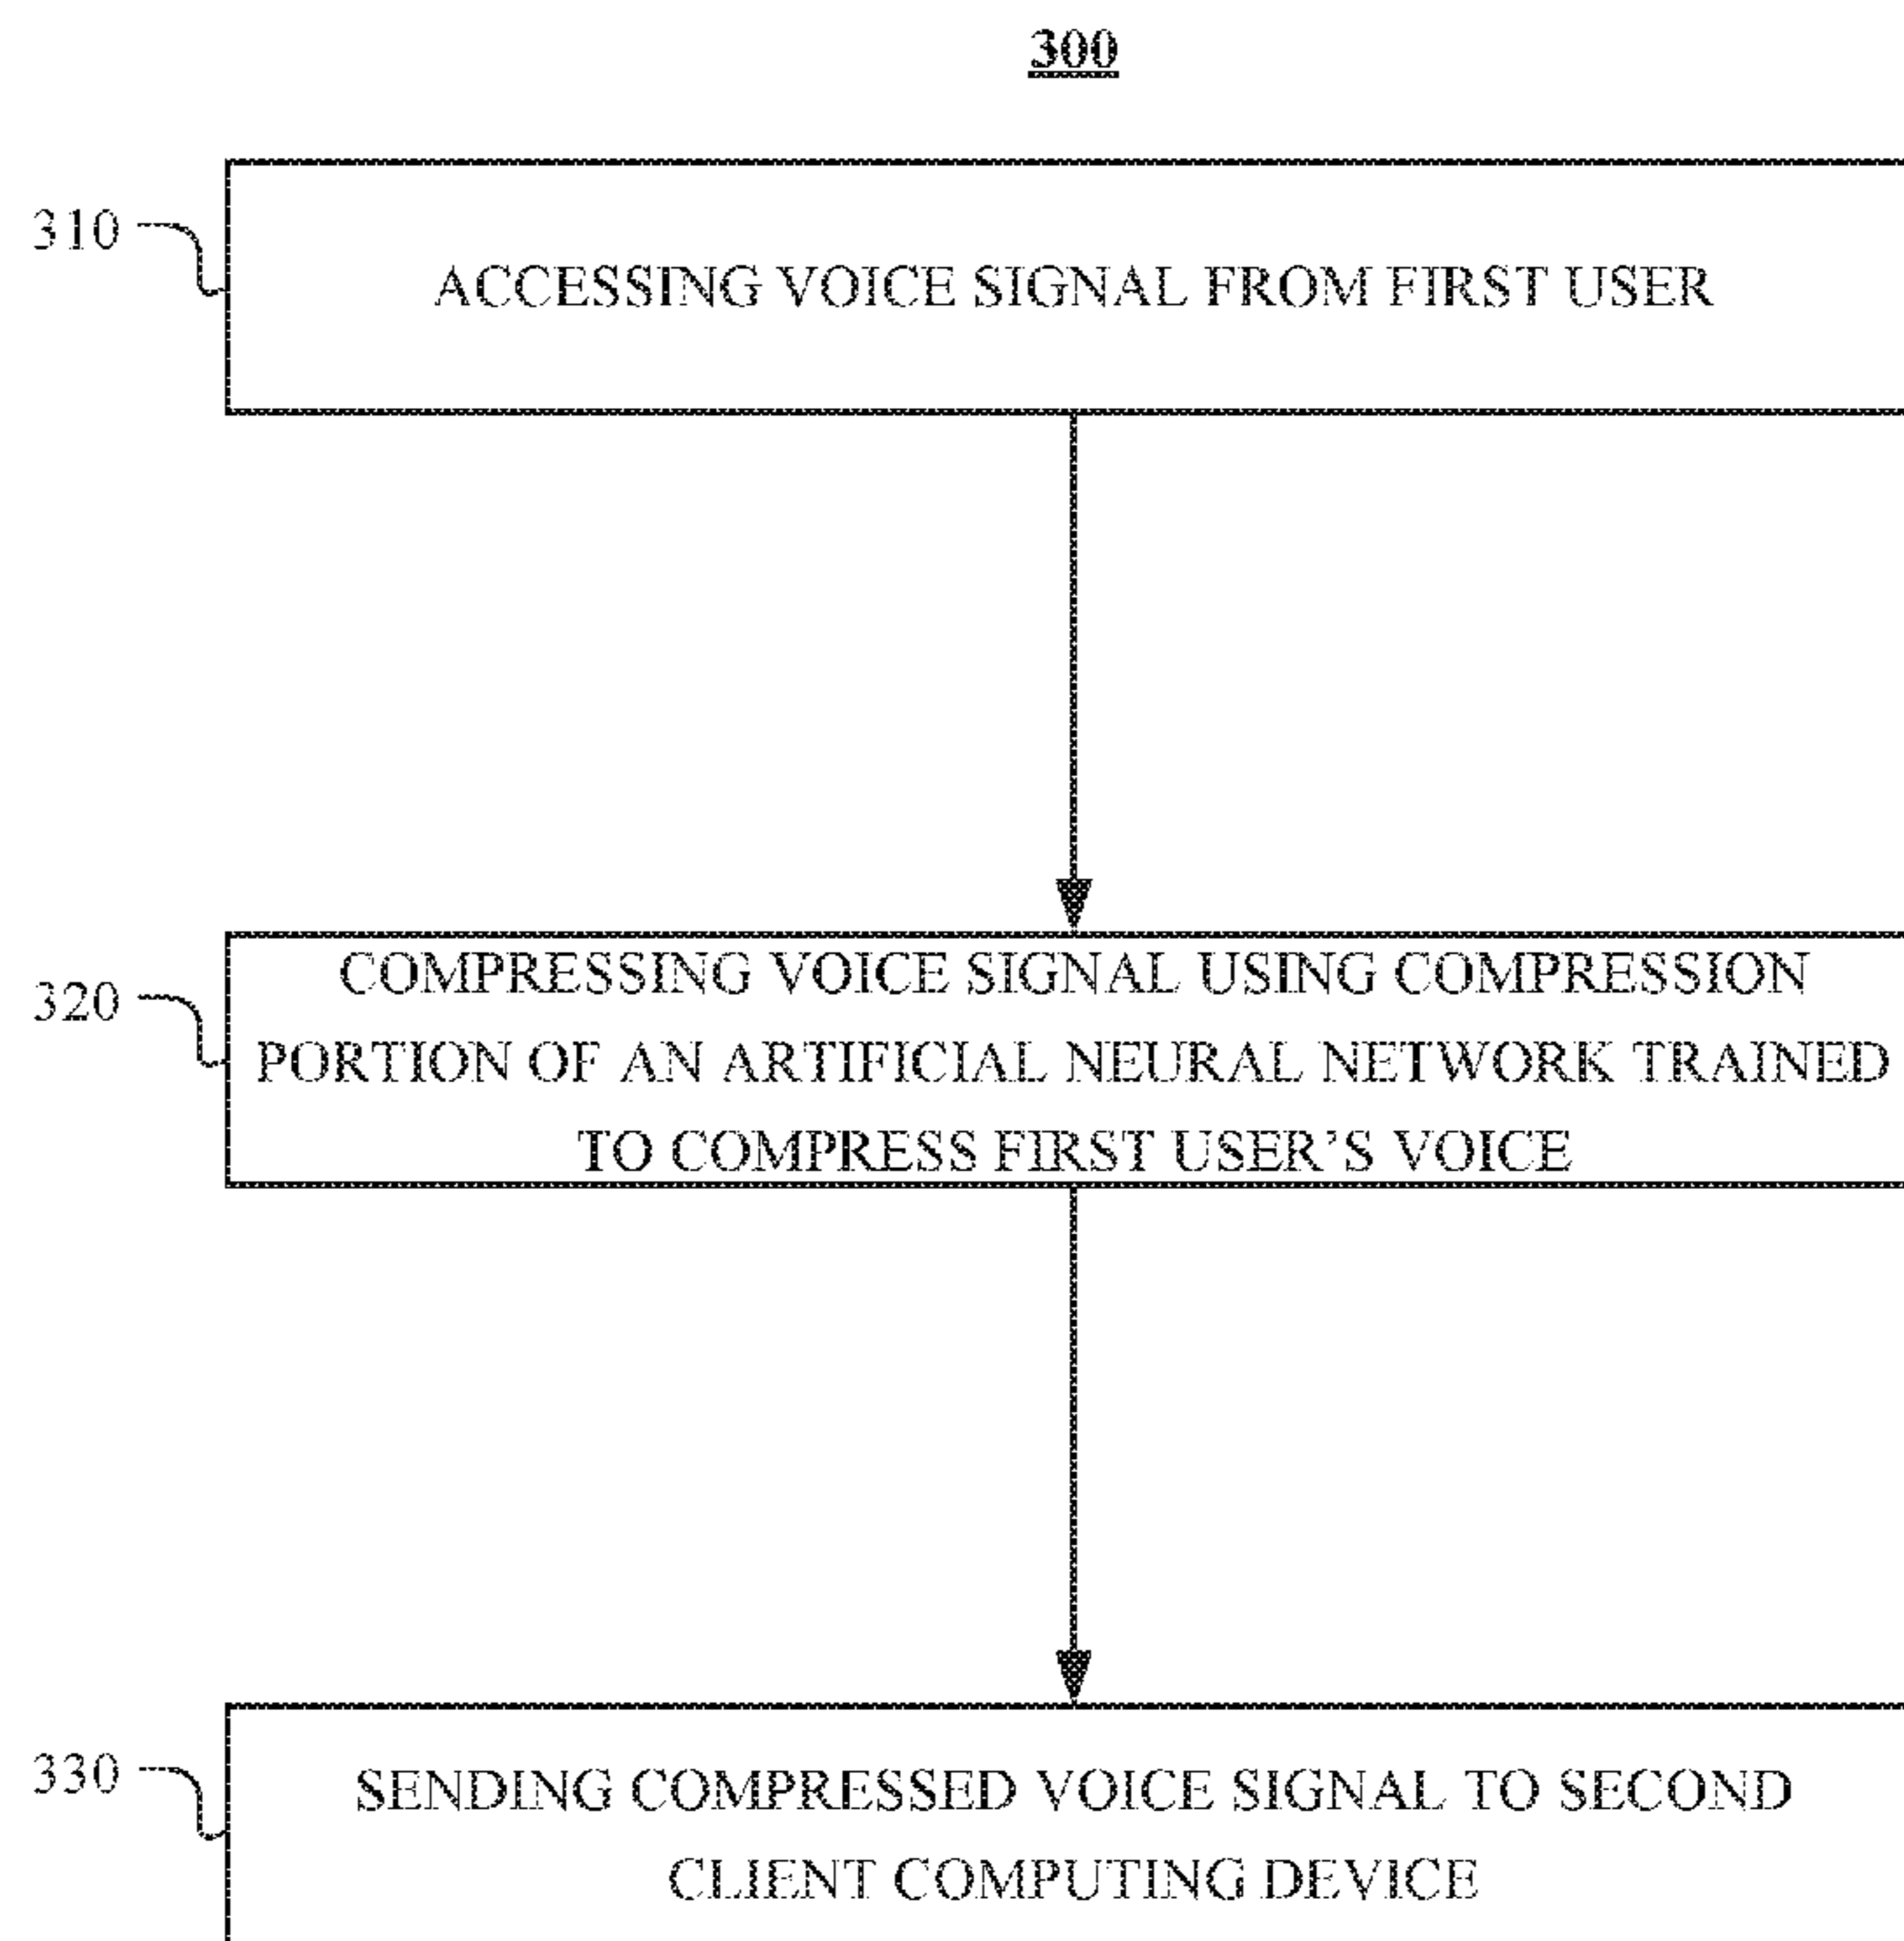 300
310
ACCESSING VOICE SIGNAL FROM FIRST USER
320
COMPRESSING VOICE SIGNAL USING COMPRESSION
PORTION OF AN ARTIFICIAL NEURAL NETWORK TRAINED
TO COMPRESS FIRST USER’S VOICE
330
SENDING COMPRESSED VOICE SIGNAL TO SECOND
CLIENT COMPUTING DEVICE